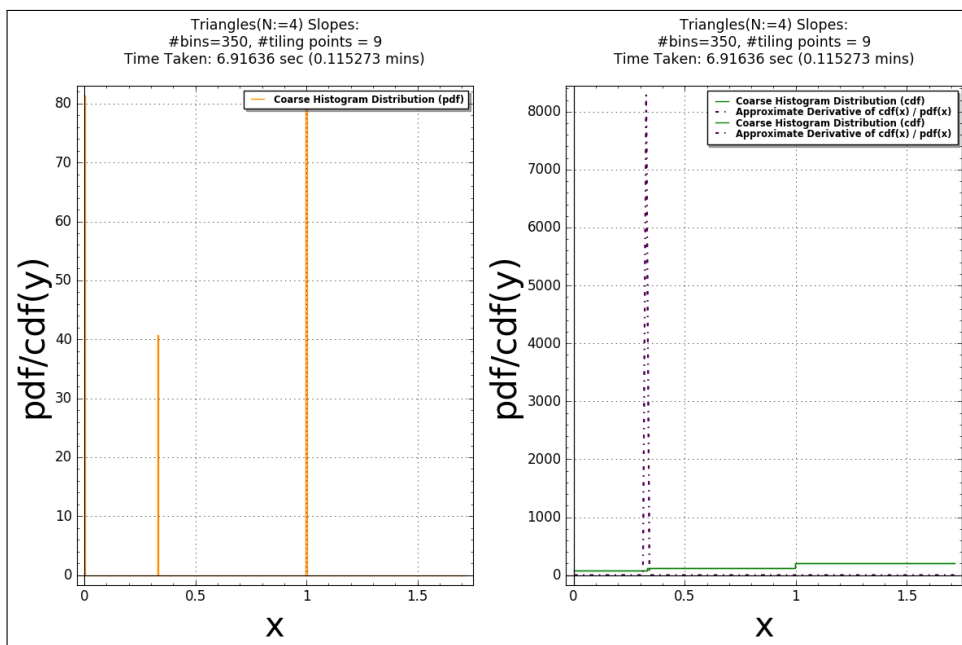 Triangles(N:=4) Slopes:
#bins=350, #tiling points = 9
Time Taken: 6.91636 sec (0.115273 mins)
Coarse Histogram Distribution (pdf)
80
70
60
50
40
30
20
10
0
pdf/cdf(y)
0 0.5 1 1.5
x
Triangles(N:=4) Slopes:
#bins=350, #tiling points = 9
Time Taken: 6.91636 sec (0.115273 mins)
Coarse Histogram Distribution (cdf)
Approximate Derivative of cdf(x) / pdf(x)
Coarse Histogram Distribution (cdf)
Approximate Derivative of cdf(x) / pdf(x)
8000
7000
6000
5000
4000
3000
2000
1000
0
pdf/cdf(y)
0 0.5 1 1.5
x